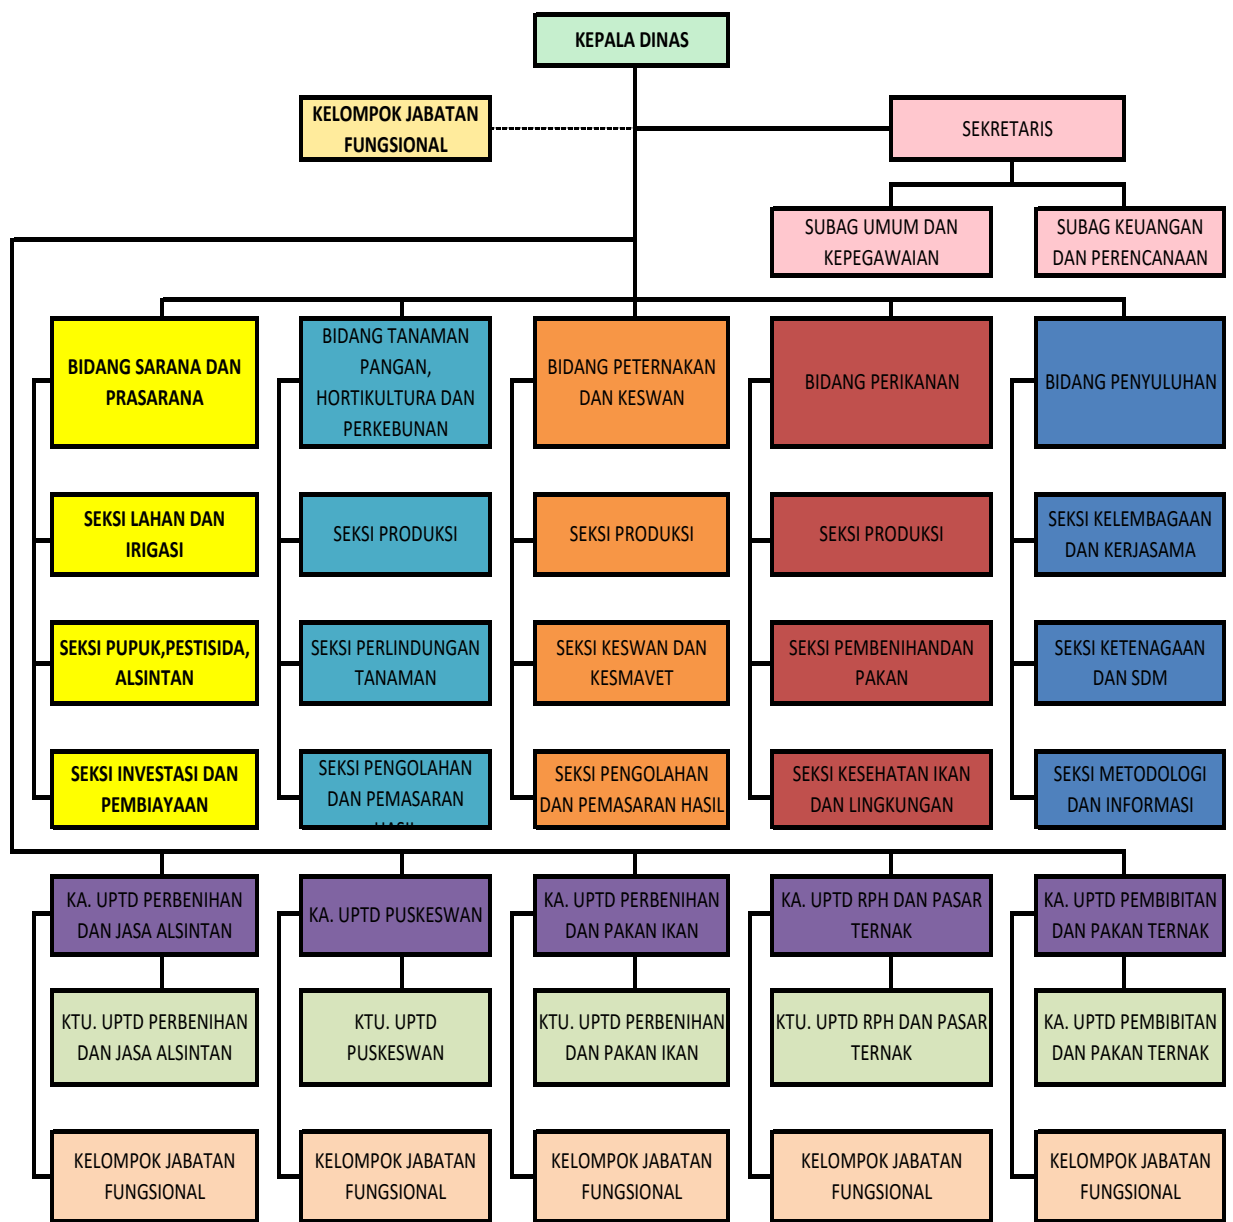 KEPALA DINAS
KELOMPOK JABATAN
FUNGSIONAL
SEKRETARIS
SUBAG UMUM DAN
KEPEGAWAIAN
SUBAG KEUANGAN
DAN PERENCANAAN
BIDANG SARANA DAN
PRASARANA
BIDANG TANAMAN
PANGAN,
HORTIKULTURA DAN
PERKEBUNAN
BIDANG PETERNAKAN
DAN KESWAN
BIDANG PERIKANAN
BIDANG PENYULUHAN
SEKSI LAHAN DAN
IRIGASI
SEKSI PRODUKSI
SEKSI PRODUKSI
SEKSI PRODUKSI
SEKSI KELEMBAGAAN
DAN KERJASAMA
SEKSI PUPUK,PESTISIDA,
ALSINTAN
SEKSI PERLINDUNGAN
TANAMAN
SEKSI KESWAN DAN
KESMAVET
SEKSI PEMBENIHANDAN
PAKAN
SEKSI KETENAGAAN
DAN SDM
SEKSI INVESTASI DAN
PEMBIAYAAN
SEKSI PENGOLAHAN
DAN PEMASARAN
HASIL
SEKSI PENGOLAHAN
DAN PEMASARAN HASIL
SEKSI KESEHATAN IKAN
DAN LINGKUNGAN
SEKSI METODOLOGI
DAN INFORMASI
KA. UPTD PERBENIHAN
DAN JASA ALSINTAN
KA. UPTD PUSKESWAN
KA. UPTD PERBENIHAN
DAN PAKAN IKAN
KA. UPTD RPH DAN PASAR
TERNAK
KA. UPTD PEMBIBITAN
DAN PAKAN TERNAK
KTU. UPTD PERBENIHAN
DAN JASA ALSINTAN
KTU. UPTD
PUSKESWAN
KTU. UPTD PERBENIHAN
DAN PAKAN IKAN
KTU. UPTD RPH DAN PASAR
TERNAK
KA. UPTD PEMBIBITAN
DAN PAKAN TERNAK
KELOMPOK JABATAN
FUNGSIONAL
KELOMPOK JABATAN
FUNGSIONAL
KELOMPOK JABATAN
FUNGSIONAL
KELOMPOK JABATAN
FUNGSIONAL
KELOMPOK JABATAN
FUNGSIONAL